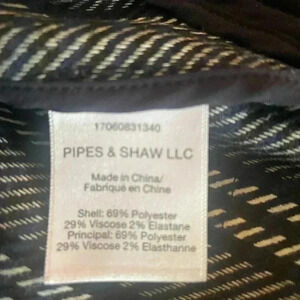 17060831340
PIPES & SHAW LLC
Made in China/
Fabriqué en Chine
Shell: 69% Polyester
29% Viscose 2% Elastane
Principal: 69% Polyester
29% Viscose 2% Elasthanne